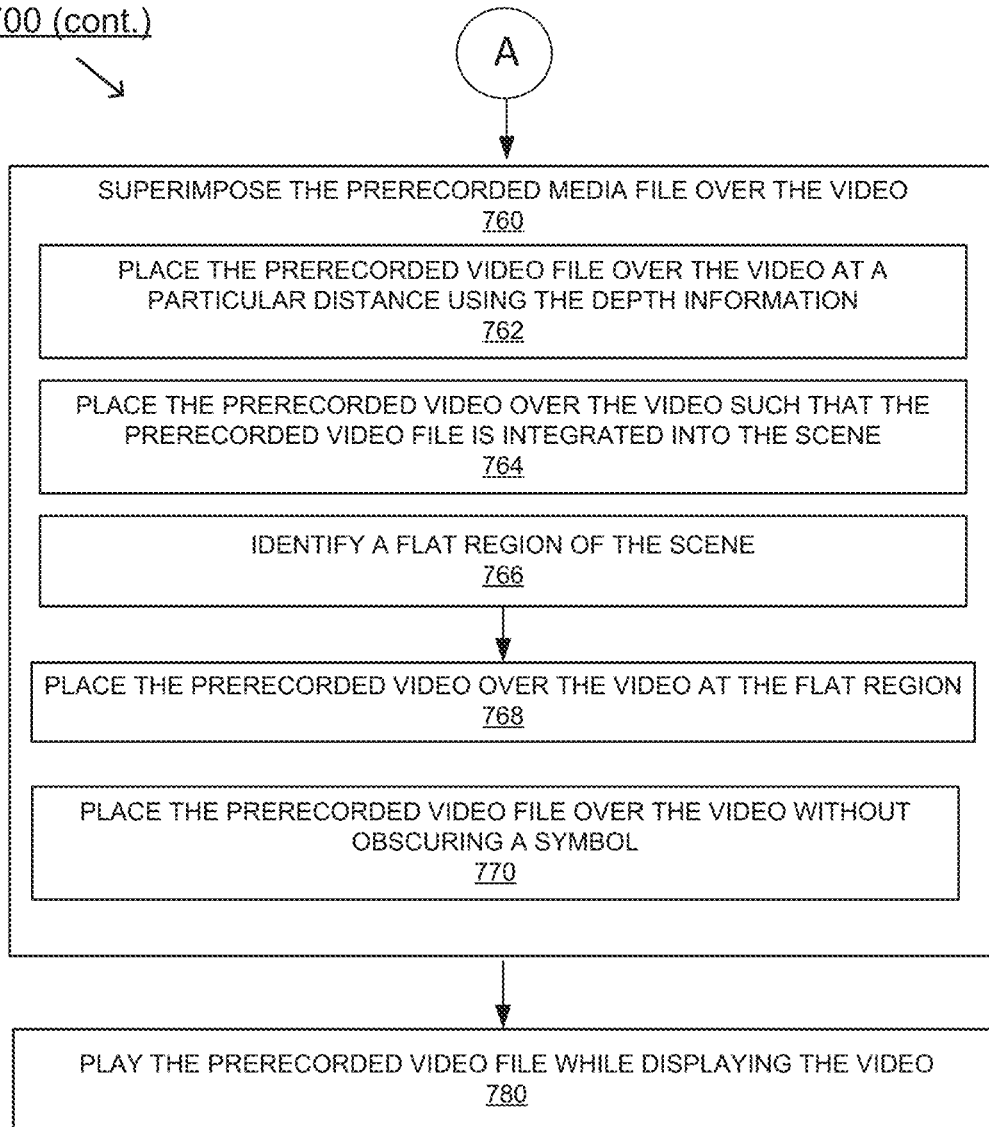 700 (cont.)
A
SUPERIMPOSE THE PRERECORDED MEDIA FILE OVER THE VIDEO
760
PLACE THE PRERECORDED VIDEO FILE OVER THE VIDEO AT A
PARTICULAR DISTANCE USING THE DEPTH INFORMATION
762
PLACE THE PRERECORDED VIDEO OVER THE VIDEO SUCH THAT THE
PRERECORDED VIDEO FILE IS INTEGRATED INTO THE SCENE
764
IDENTIFY A FLAT REGION OF THE SCENE
766
PLACE THE PRERECORDED VIDEO OVER THE VIDEO AT THE FLAT REGION
768
PLACE THE PRERECORDED VIDEO FILE OVER THE VIDEO WITHOUT
OBSCURING A SYMBOL
770
PLAY THE PRERECORDED VIDEO FILE WHILE DISPLAYING THE VIDEO
780